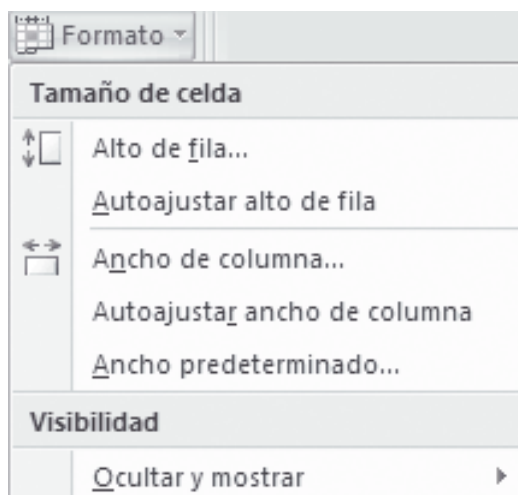 Formato
Tamaño de celda
Alto de fila...
Autoajustar alto de fila
Ancho de columna...
Autoajustar ancho de columna
Ancho predeterminado...
Visibilidad
Ocultar y mostrar